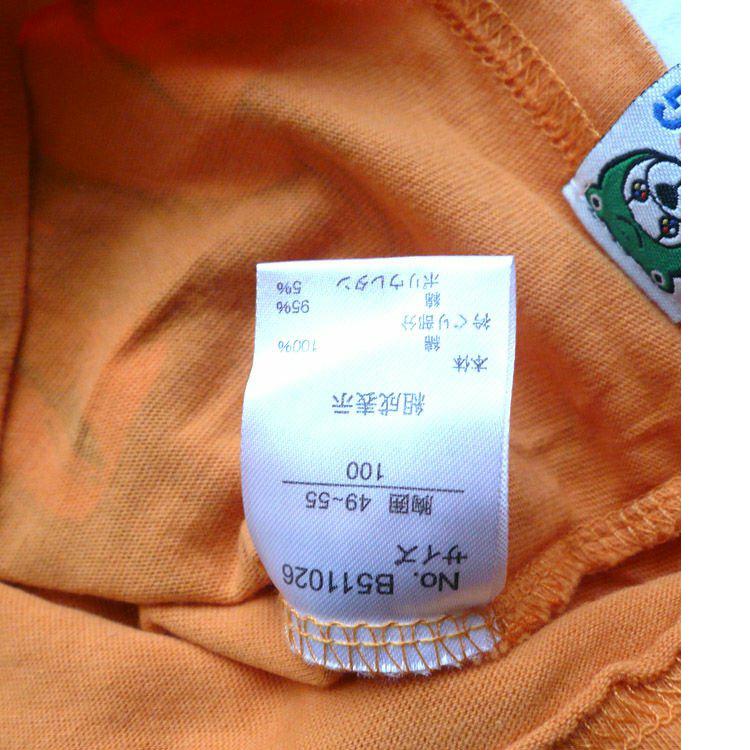 No. B511026
サイズ
胸囲 49~55
100
組成表示
本体
綿 100%
衿ぐり部分
綿 95%
ポリウレタン 5%